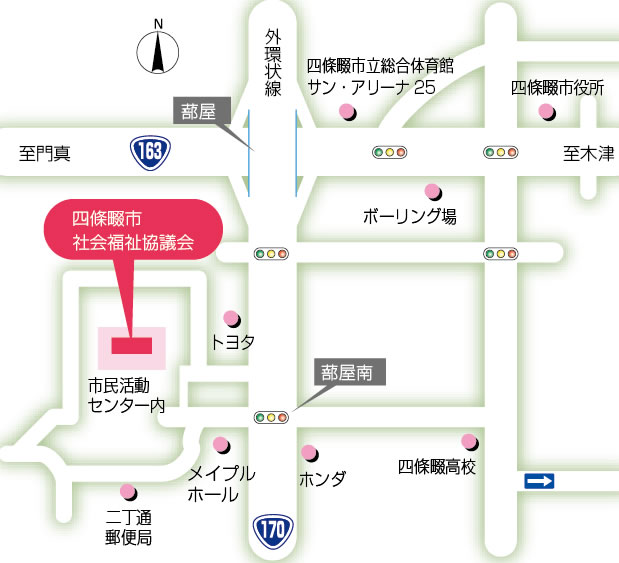 N
外環状線
四條畷市立総合体育館
サン・アリーナ25
四條畷市役所
蔀屋
至門真
163
至木津
ボーリング場
四條畷市
社会福祉協議会
トヨタ
蔀屋南
市民活動
センター内
メイプル
ホール
ホンダ
四條畷高校
二丁通
郵便局
170